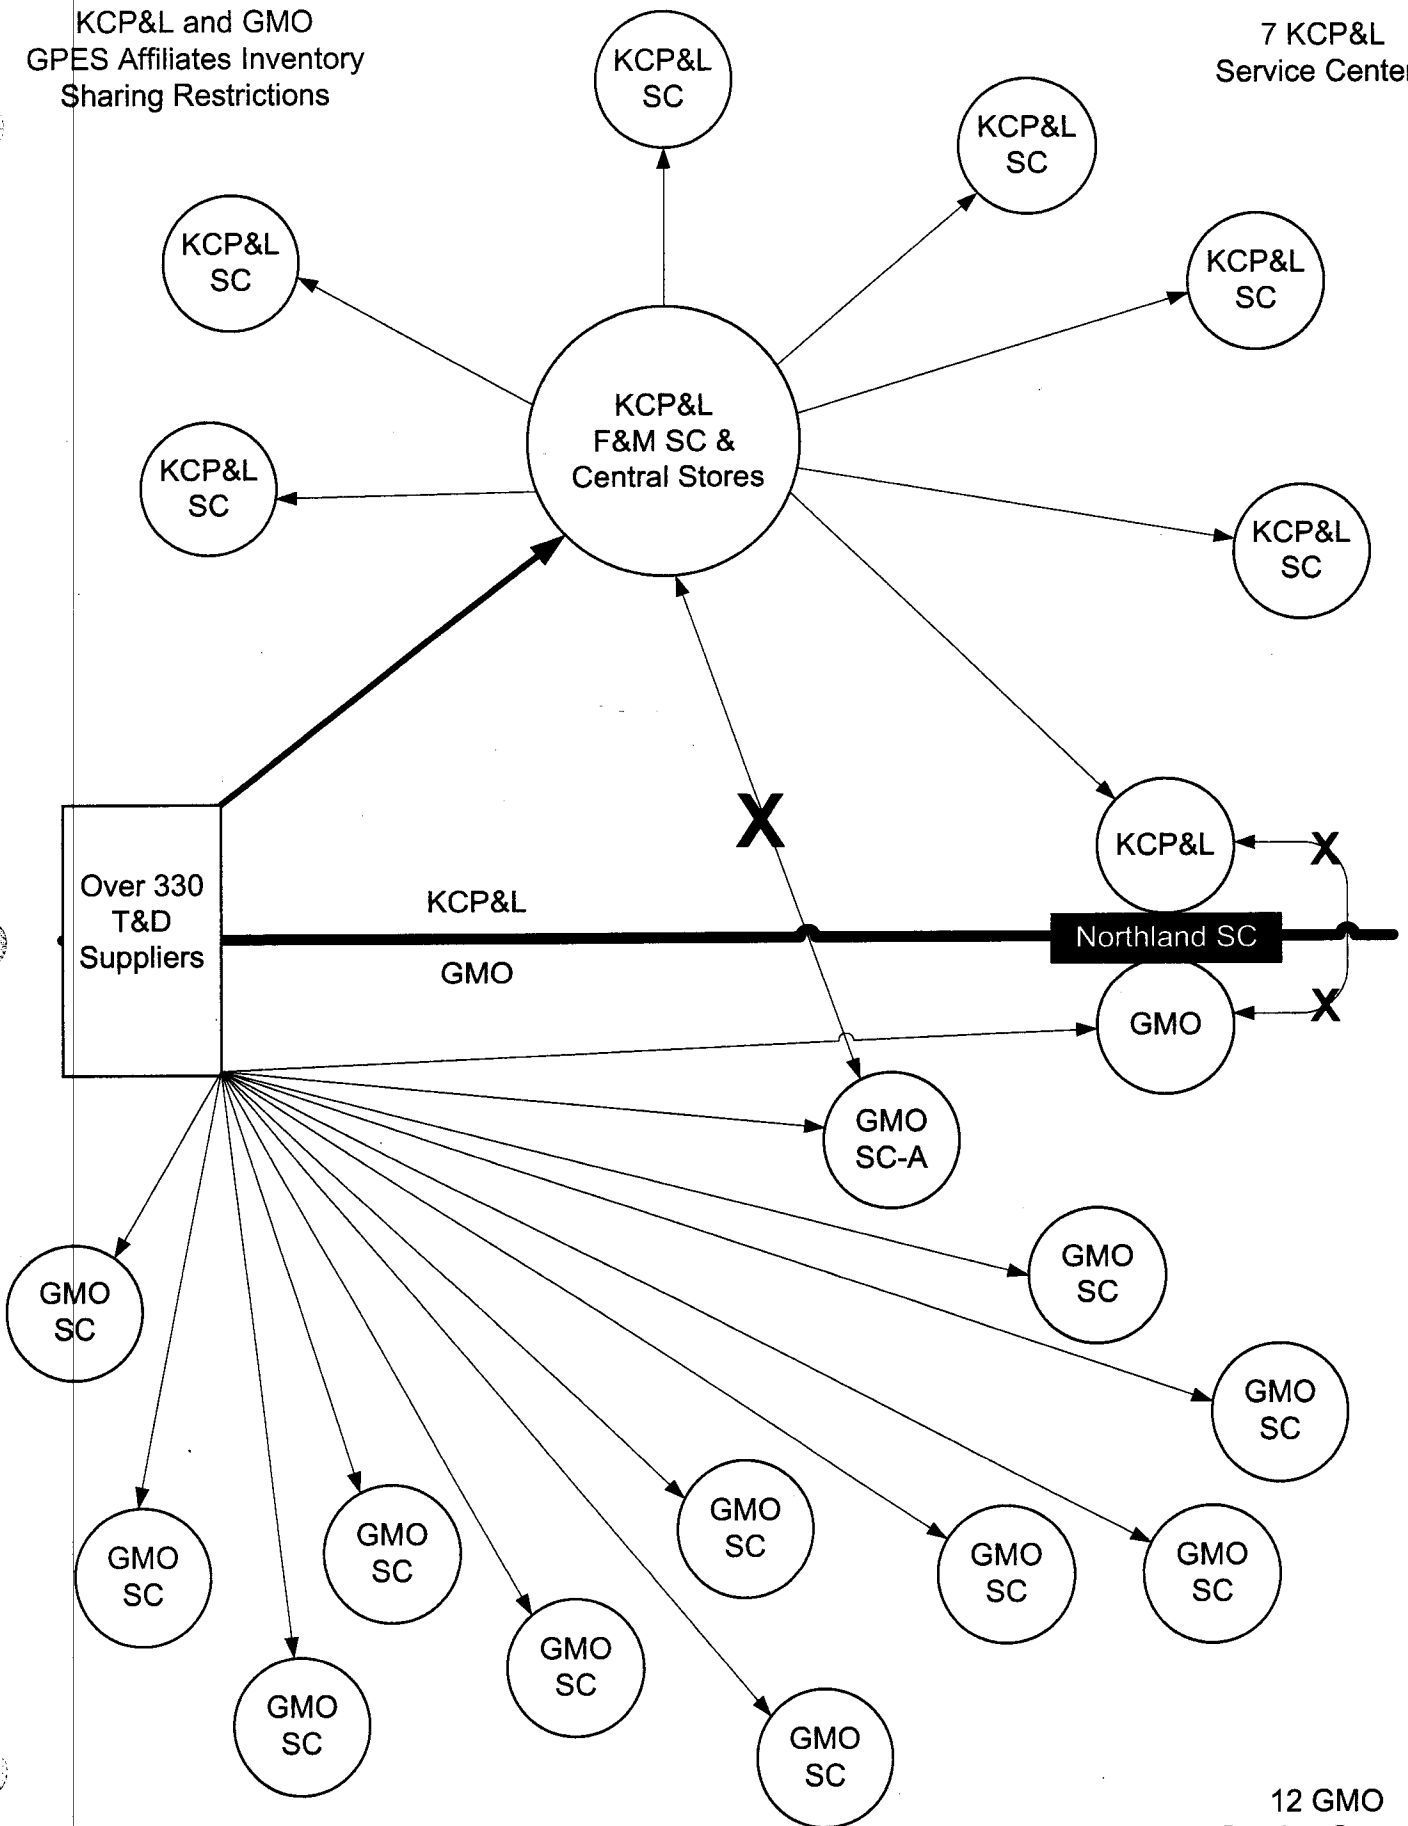 KCP&L and GMO
GPES Affiliates Inventory
Sharing Restrictions
7 KCP&L
Service Center
KCP&L
SC
KCP&L
SC
KCP&L
SC
KCP&L
SC
KCP&L
F&M SC &
Central Stores
KCP&L
SC
KCP&L
SC
X
KCP&L
X
Over 330
T&D
Suppliers
KCP&L
Northland SC
GMO
X
GMO
GMO
SC-A
GMO
SC
GMO
SC
GMO
SC
GMO
SC
GMO
SC
GMO
SC
GMO
SC
GMO
SC
GMO
SC
GMO
SC
GMO
SC
12 GMO